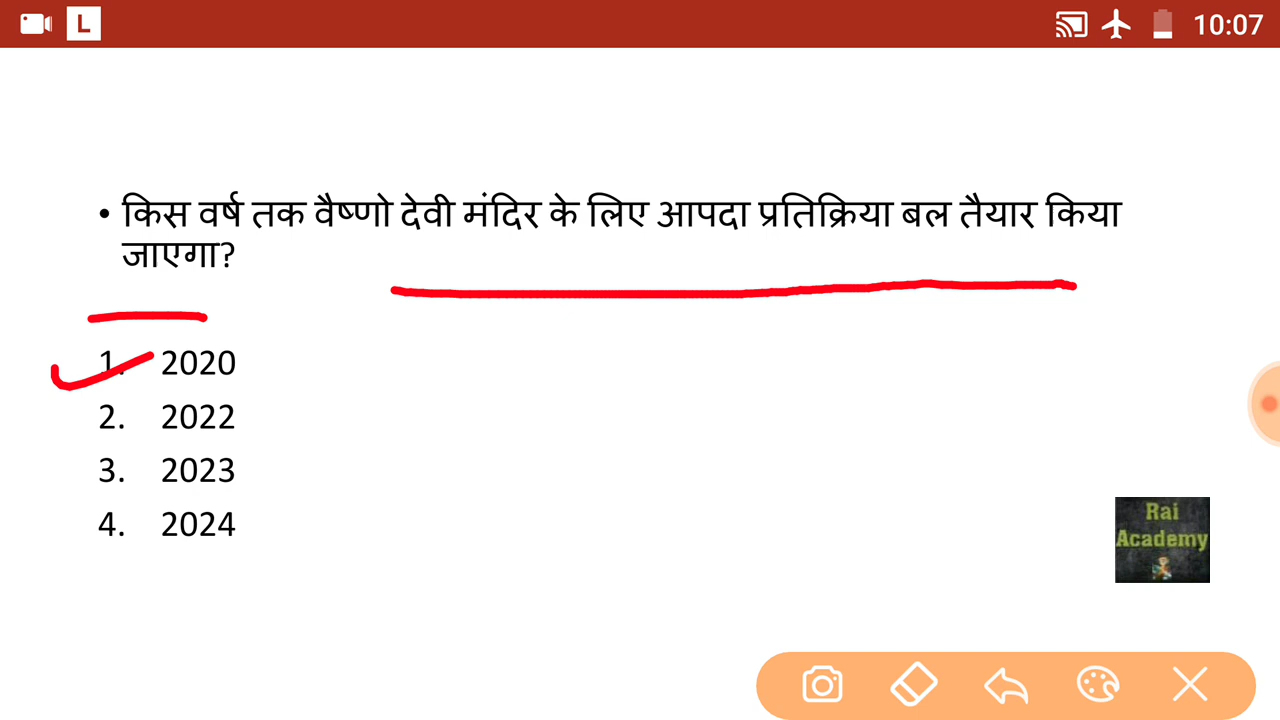 L
10:07
• किस वर्ष तक वैष्णो देवी मंदिर के लिए आपदा प्रतिक्रिया बल तैयार किया
जाएगा?
1. 2020
2. 2022
3. 2023
4. 2024
Rai
Academy